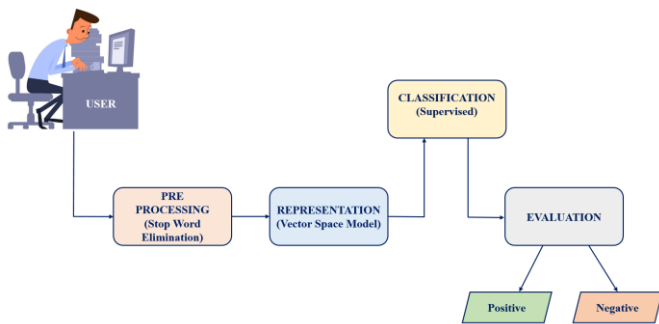 USER
CLASSIFICATION
(Supervised)
PRE
PROCESSING
(Stop Word
Elimination)
REPRESENTATION
(Vector Space Model)
EVALUATION
Positive
Negative